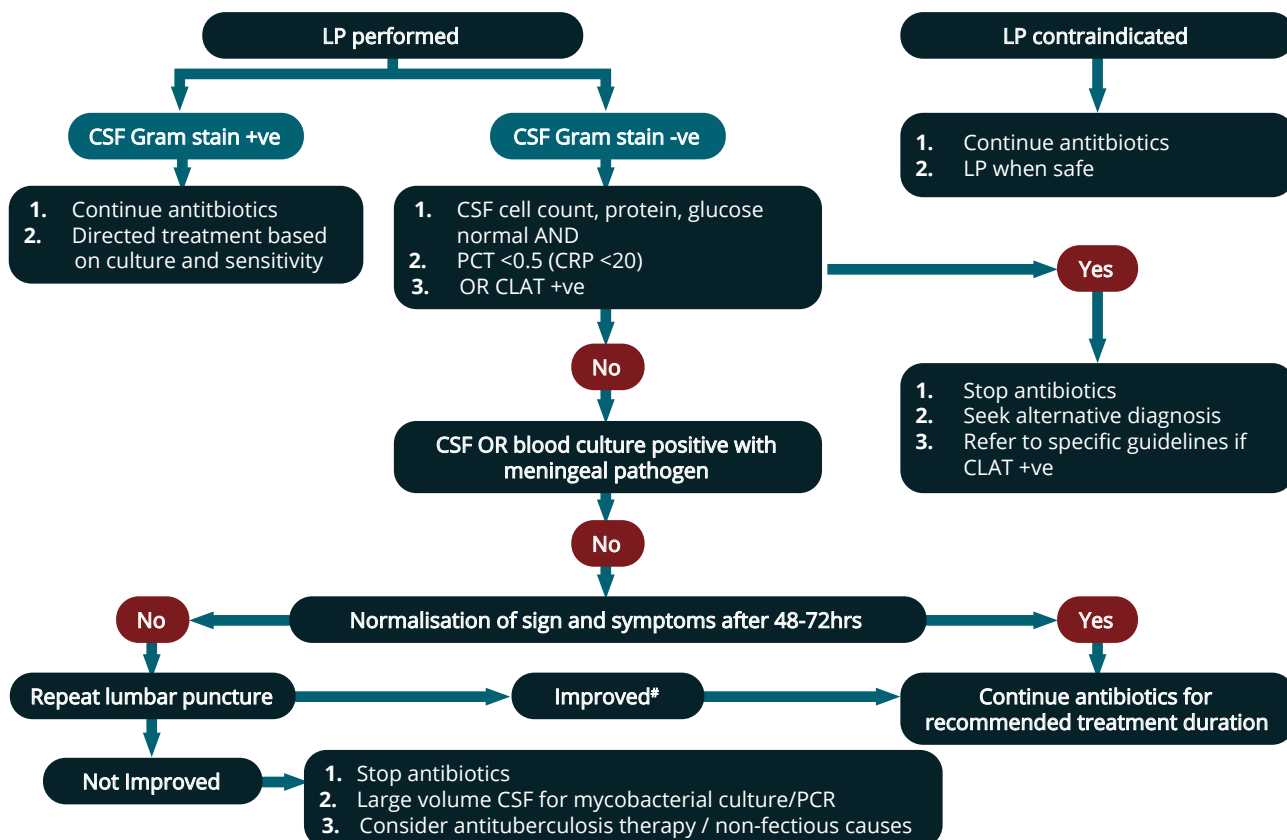 LP performed
LP contraindicated
CSF Gram stain +ve
CSF Gram stain -ve
1. Continue antitbiotics
2. LP when safe
1. Continue antitbiotics
2. Directed treatment based
on culture and sensitivity
1. CSF cell count, protein, glucose
normal AND
2. PCT <0.5 (CRP <20)
3. OR CLAT +ve
Yes
No
1. Stop antibiotics
2. Seek alternative diagnosis
3. Refer to specific guidelines if
CLAT +ve
CSF OR blood culture positive with
meningeal pathogen
No
No
Normalisation of sign and symptoms after 48-72hrs
Yes
Repeat lumbar puncture
Improved#
Continue antibiotics for
recommended treatment duration
Not Improved
1. Stop antibiotics
2. Large volume CSF for mycobacterial culture/PCR
3. Consider antituberculosis therapy / non-fectious causes